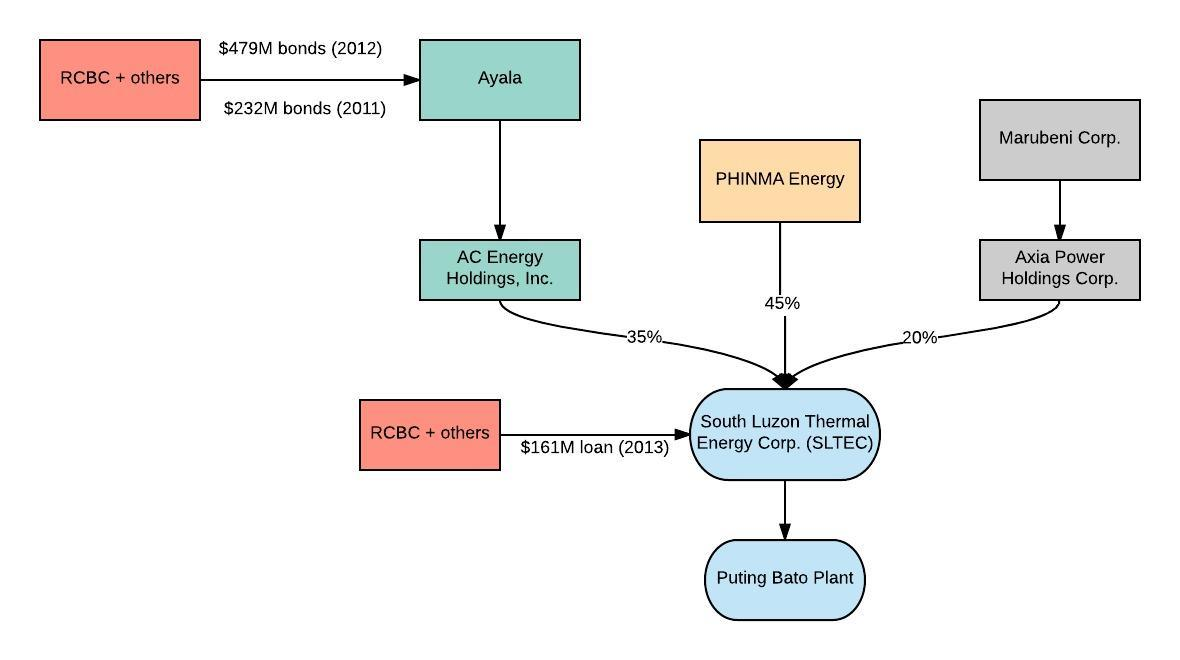 $479M bonds (2012)
RCBC + others
Ayala
$232M bonds (2011)
Marubeni Corp.
PHINMA Energy
AC Energy
Holdings, Inc.
Axia Power
Holdings Corp.
45%
35%
20%
South Luzon Thermal
Energy Corp. (SLTEC)
RCBC + others
$161M loan (2013)
Puting Bato Plant